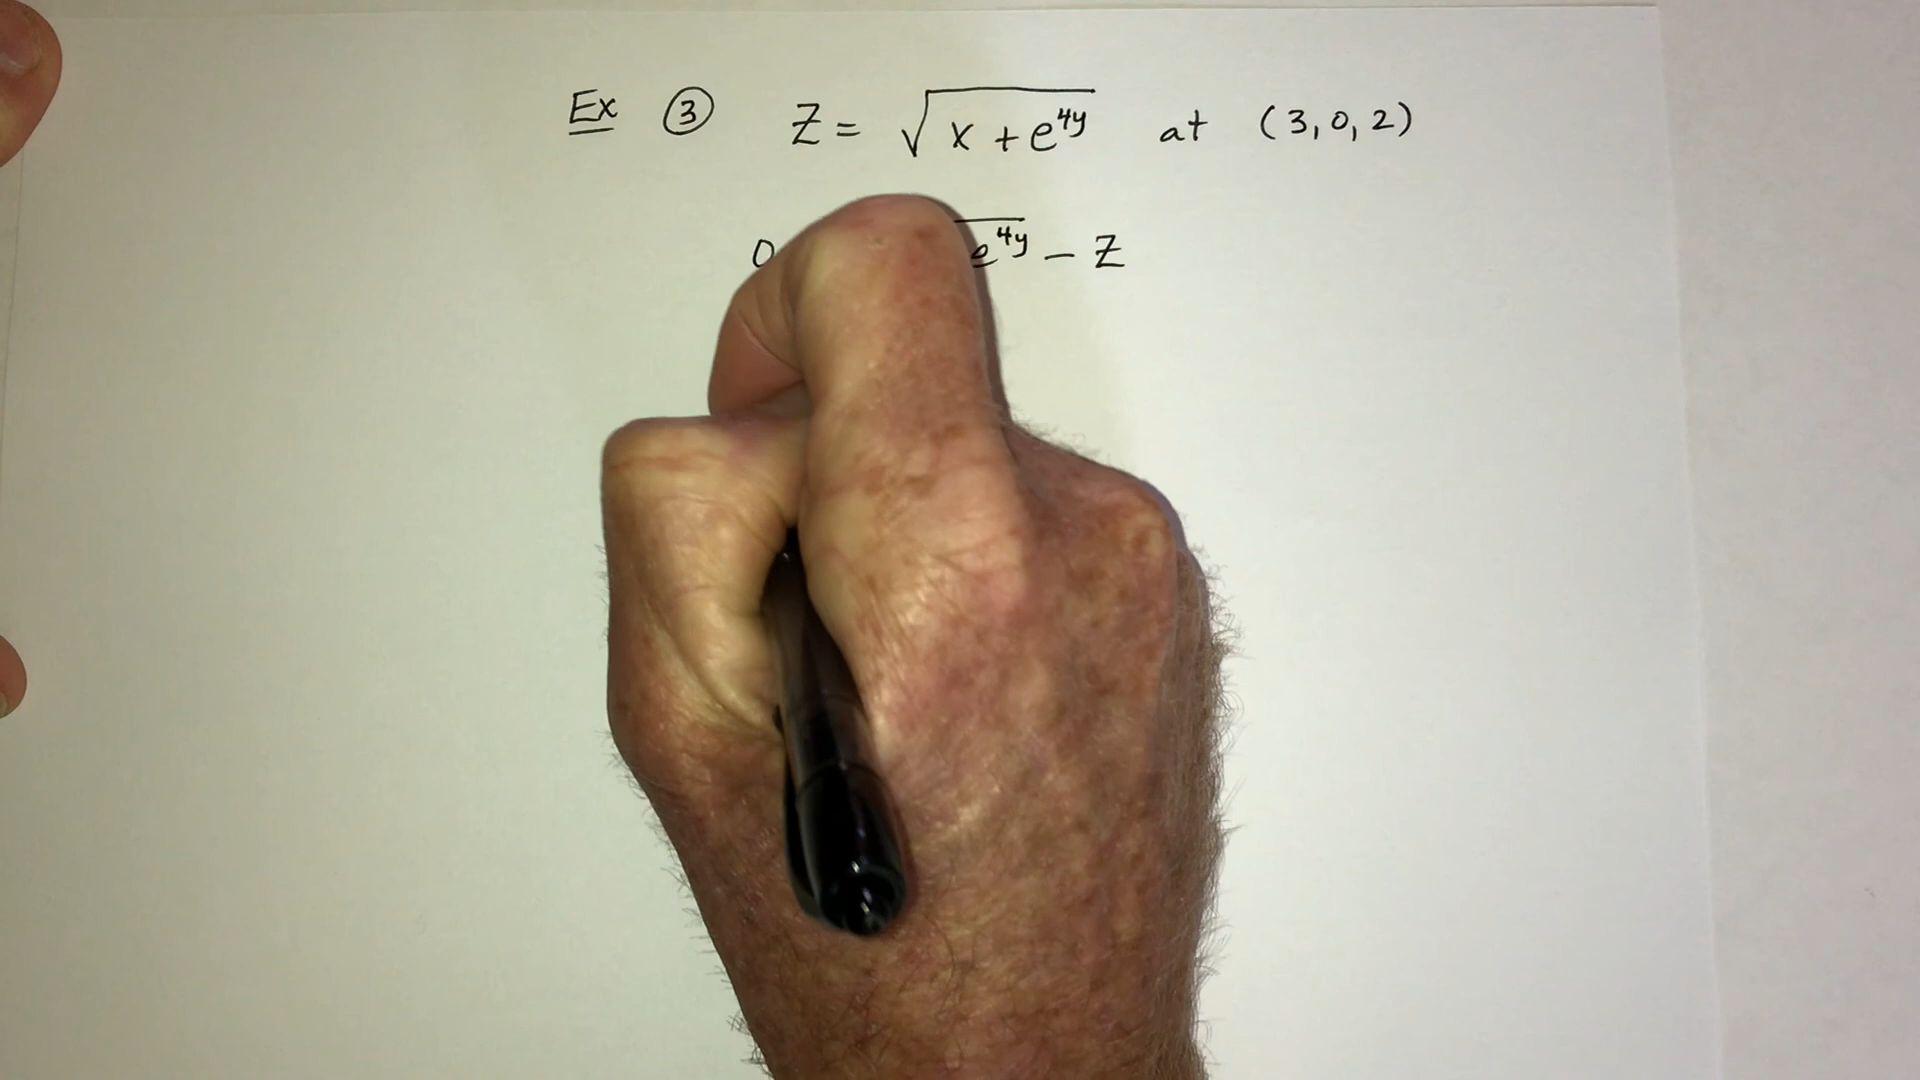 Ex ③ Z = √(x + e^4y) at (3,0,2)
0 e^4y − Z